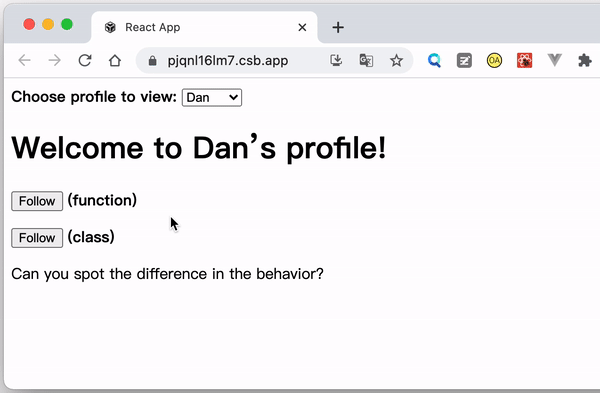 React App
pjqnl16lm7.csb.app
OA
Choose profile to view: Dan
Welcome to Dan’s profile!
Follow (function)
Follow (class)
Can you spot the difference in the behavior?